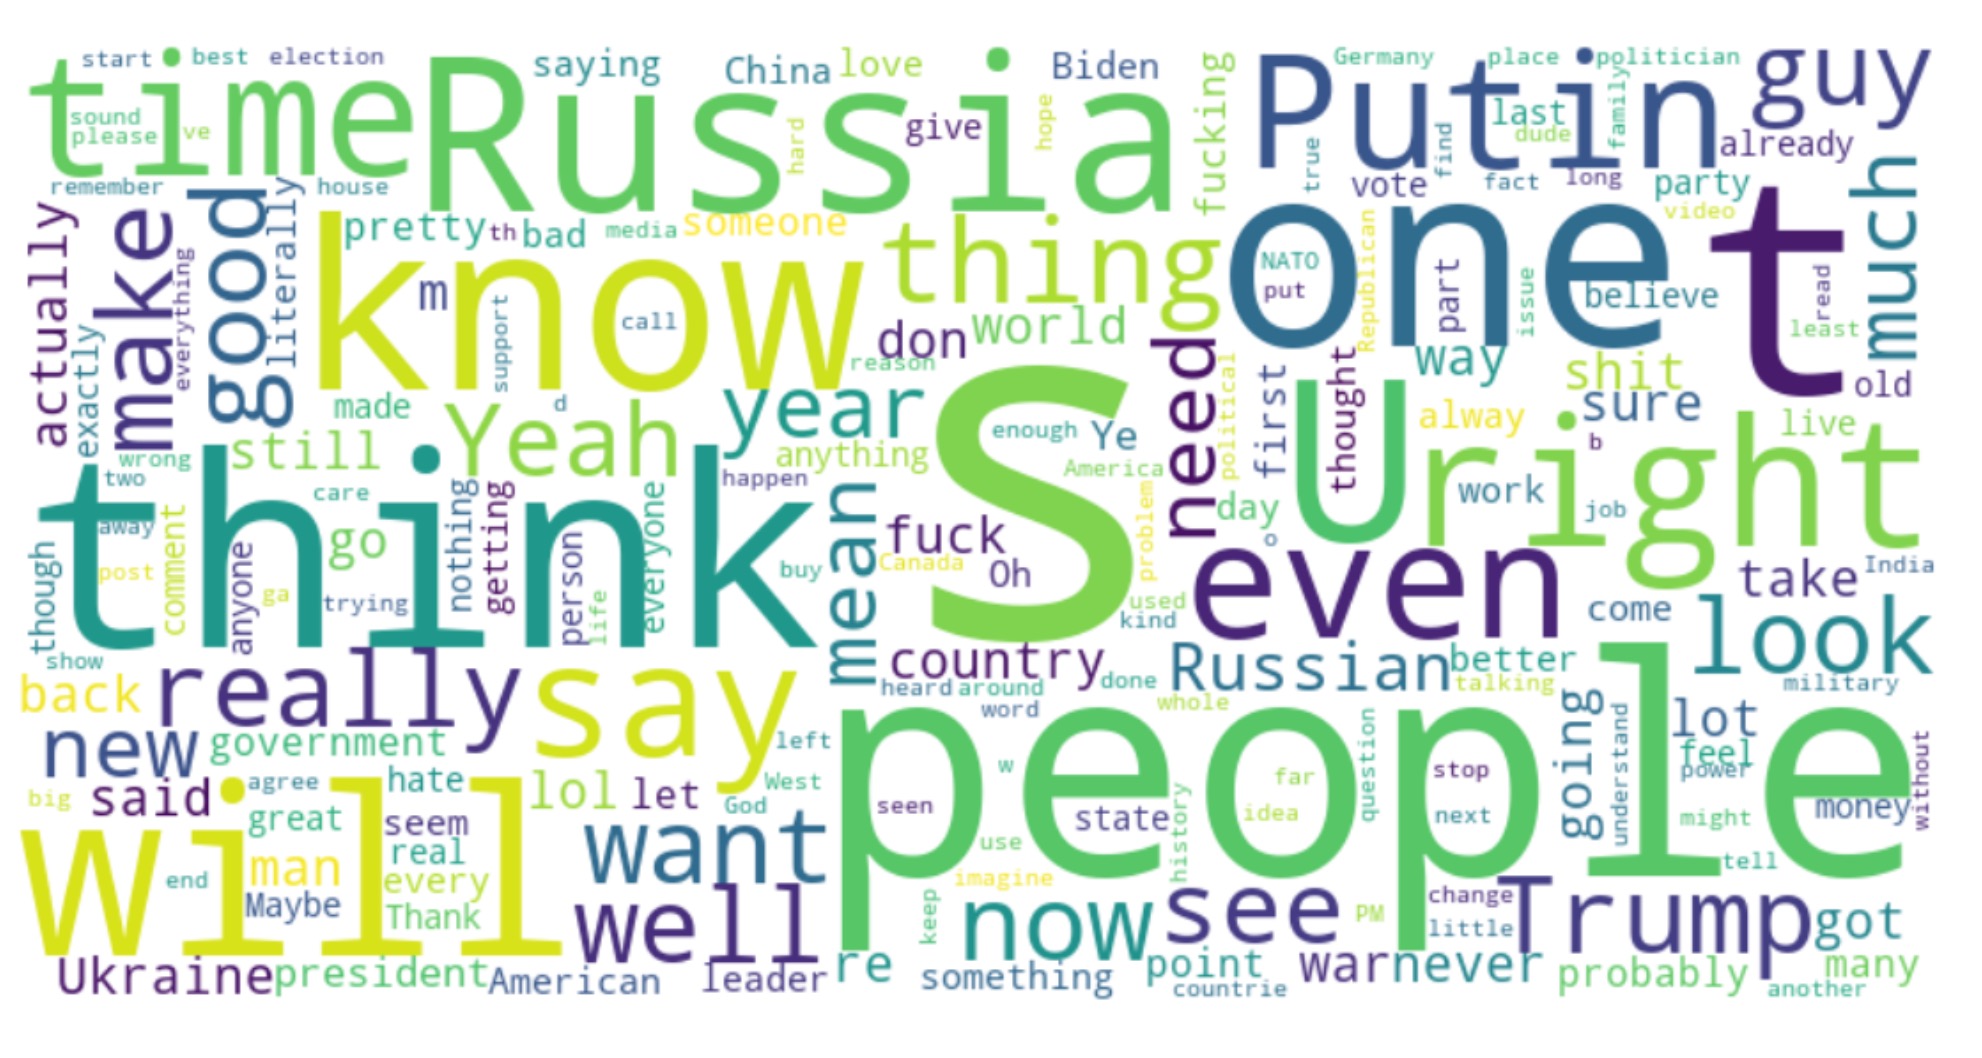 start best election
time
sound
please
ve
remember house
Russia
saying
China
love
give
hard
hope
Biden
fucking
Putin
Germany
place
politician
last
dude
family
true
find
guy
already
vote
fact
long
party
video
much
actually
make
good
literally
everything
exactly
pretty
th
bad
media
someone
know
m
support
call
reason
thing
don
world
one
NATO
put
Republican
part
issue
believe
t
read
least
old
need
political
first
thought
way
shit
sure
alway
b
live
made
d
Yeah
year
still
anything
wrong
two
care
happen
S
enough
Ye
America
problem
U
right
work
job
day
o
think
away
post
though
comment
anyone
ga
go
trying
nothing
getting
person
life
everyone
buy
mean
fuck
Canada
Oh
used
kind
even
take
India
come
look
military
show
back
really
say
country
heard
around
done
word
whole
Russian
better
talking
going
understand
lot
feel
power
without
new
government
left
people
w
seen
state
history
far
idea
question
stop
next
use
imagine
might
money
tell
big
said
agree
hate
lol
let
West
God
will
great
seem
real
man
every
end
Maybe
Thank
want
well
keep
now
see
PM
change
little
Trump
got
Ukraine
president
American
leader
re
something
point
countrie
war
never
probably
many
another